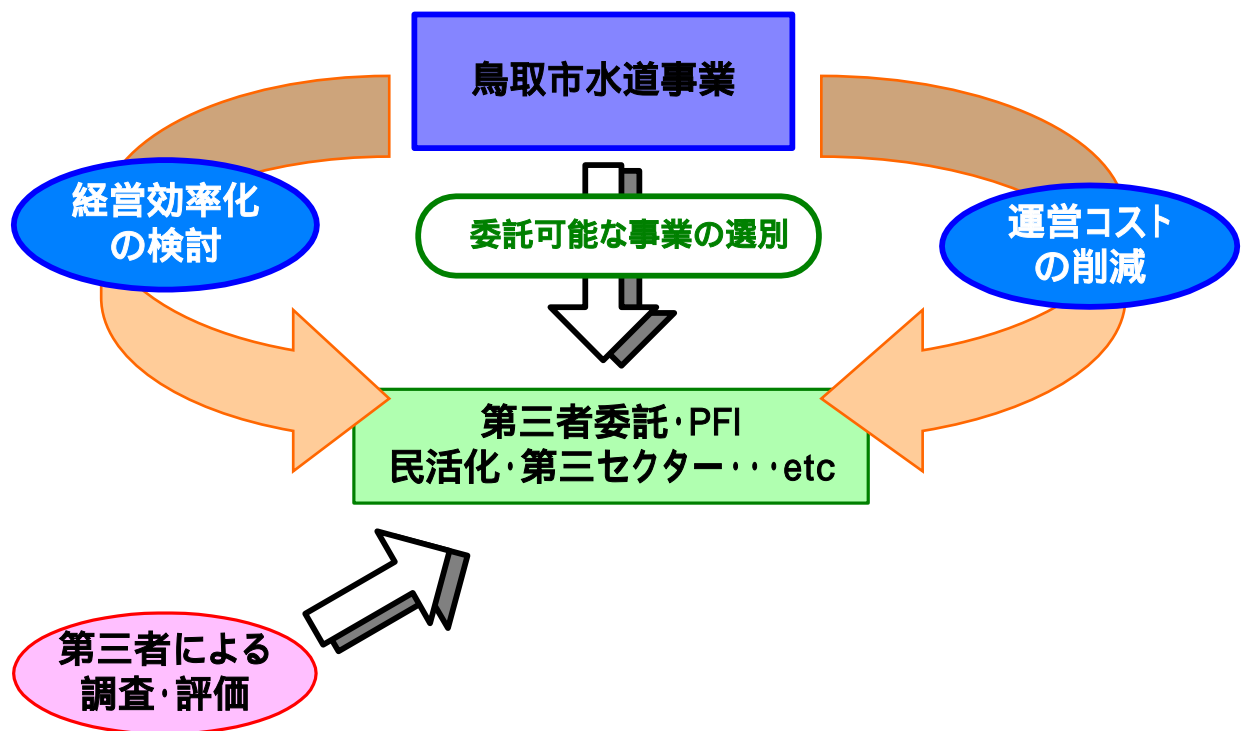 鳥取市水道事業
経営効率化
の検討
委託可能な事業の選別
運営コスト
の削減
第三者委託・PFI
民活化・第三セクター・・・etc
第三者による
調査・評価